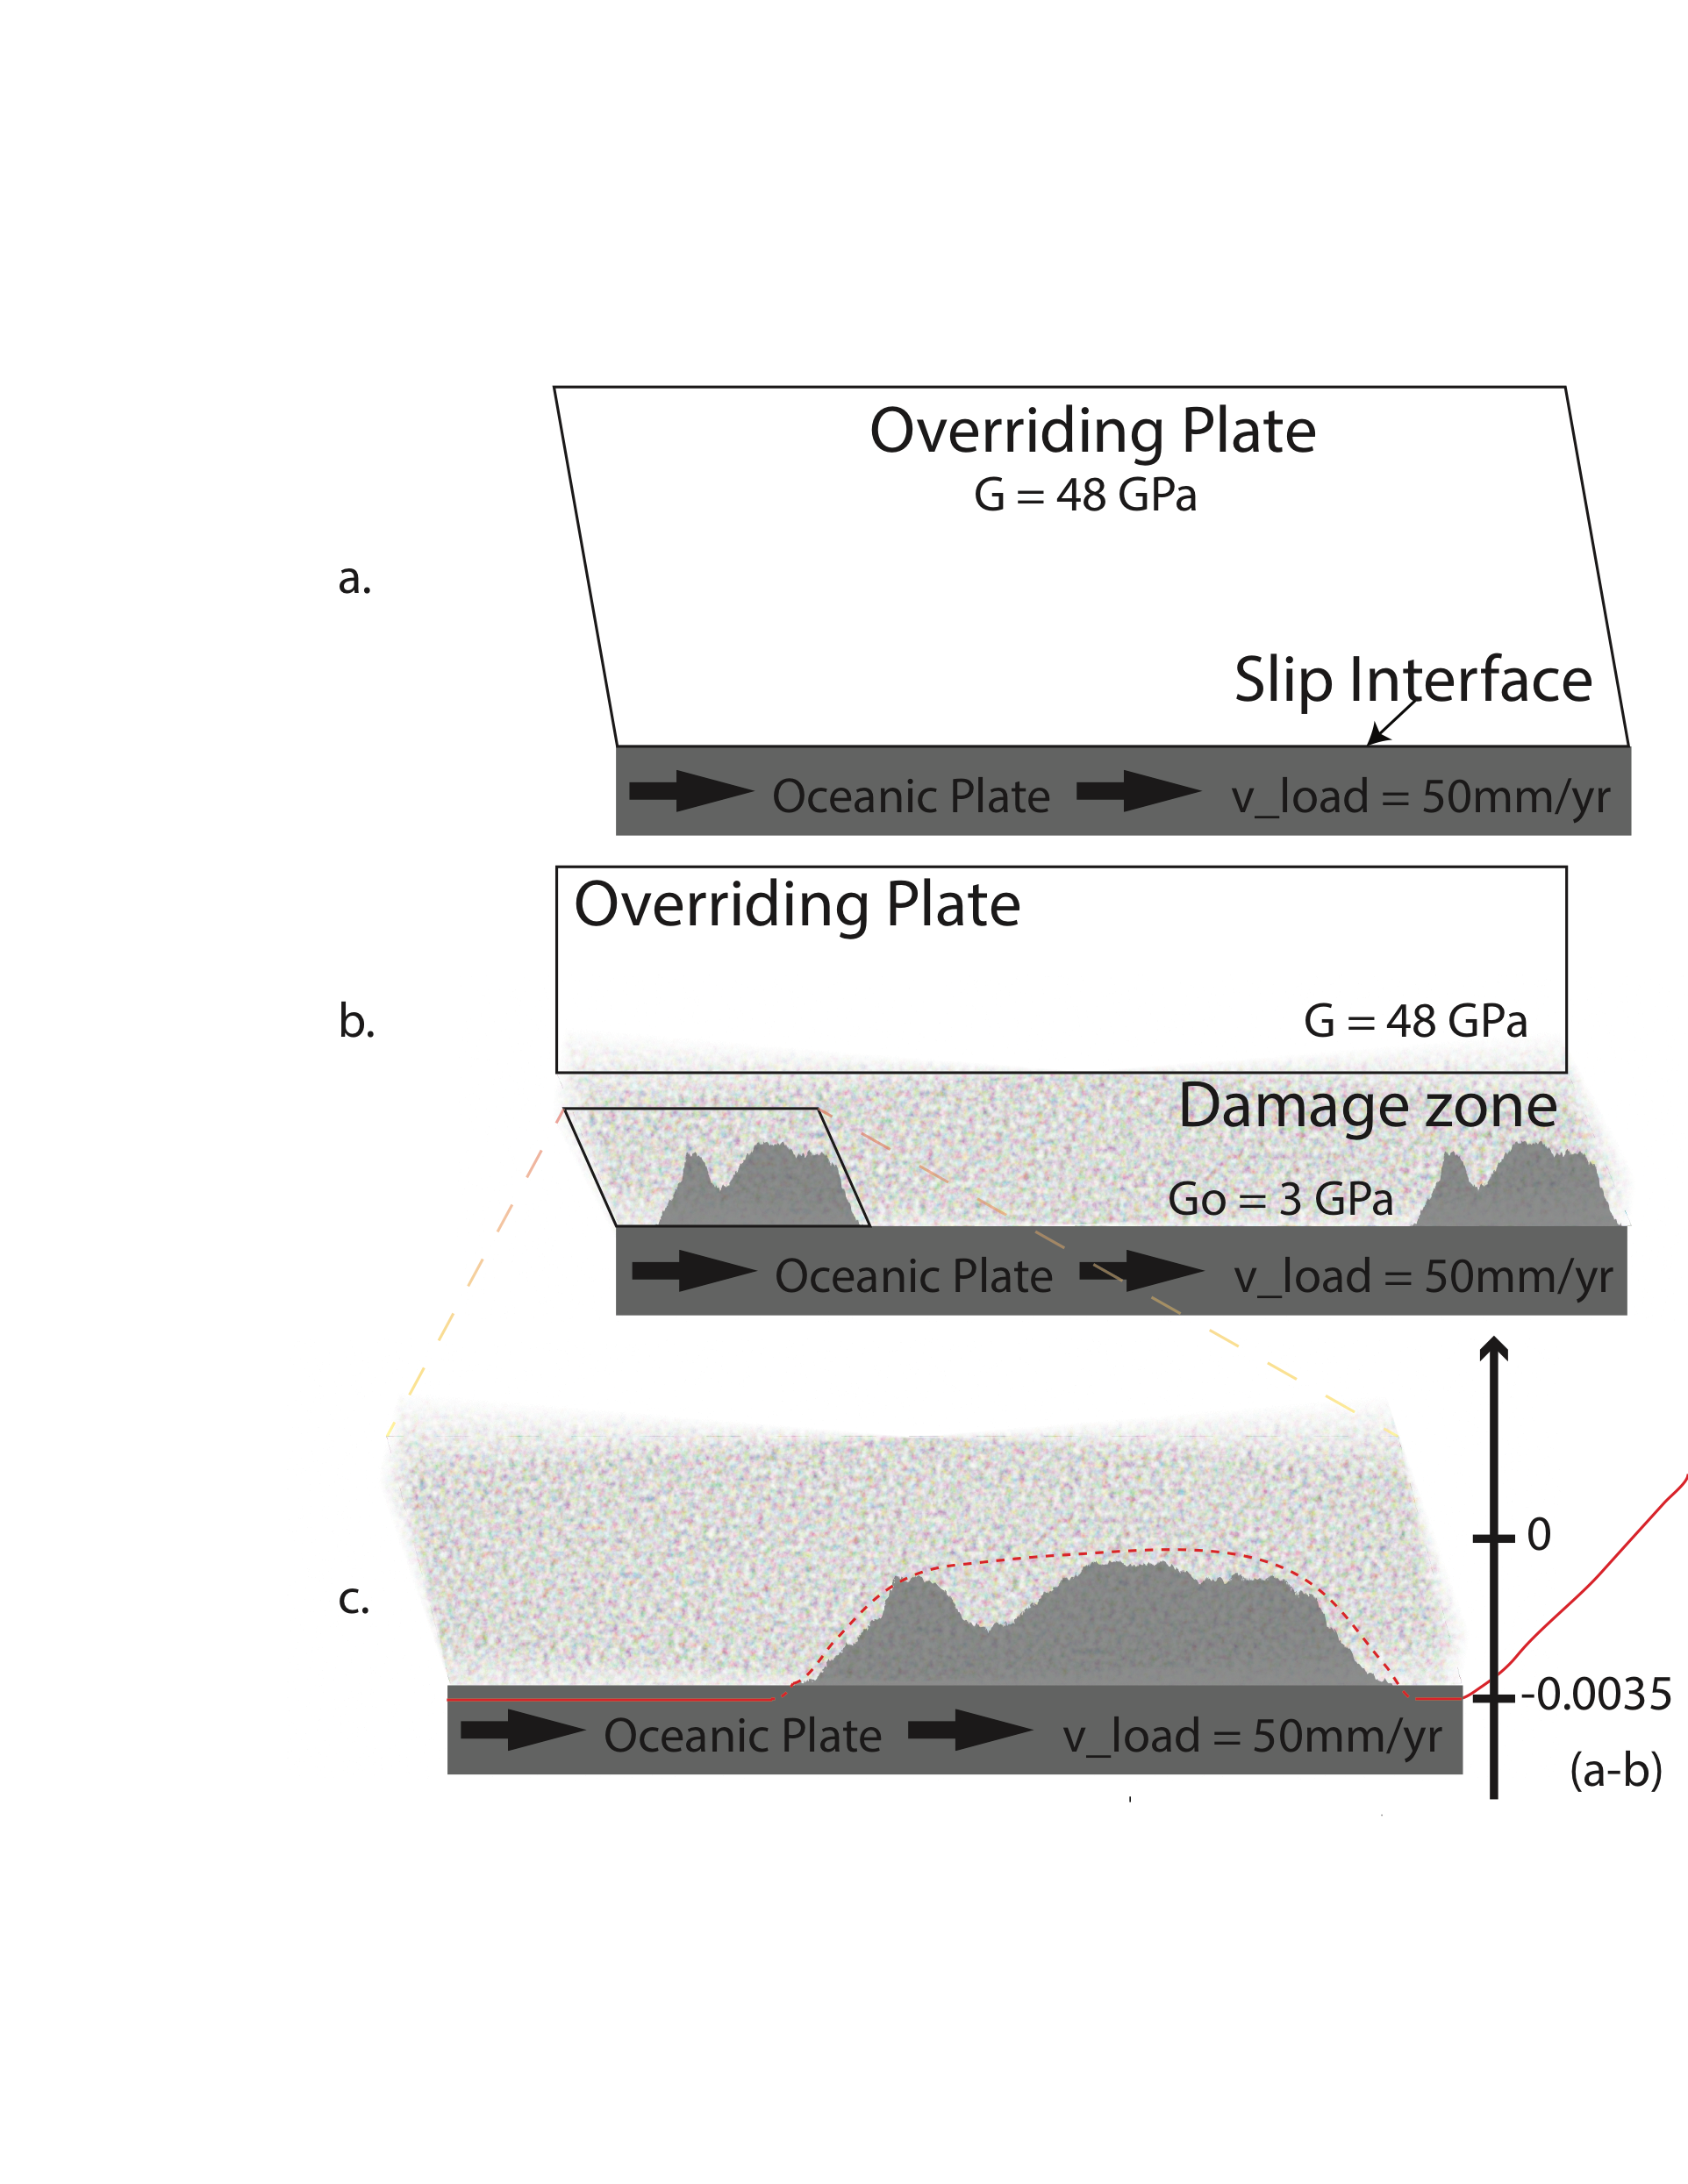 a.
Overriding Plate
G = 48 GPa
Slip Interface
Oceanic Plate v_load = 50mm/yr
b.
Overriding Plate
G = 48 GPa
Damage zone
Go = 3 GPa
Oceanic Plate v_load = 50mm/yr
c.
0
-0.0035
Oceanic Plate v_load = 50mm/yr
(a-b)